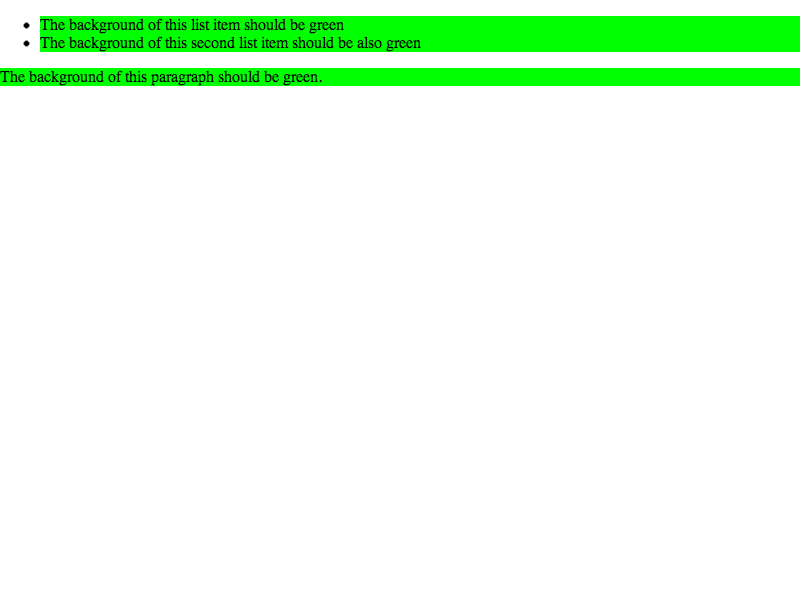 The background of this list item should be green
The background of this second list item should be also green
The background of this paragraph should be green.